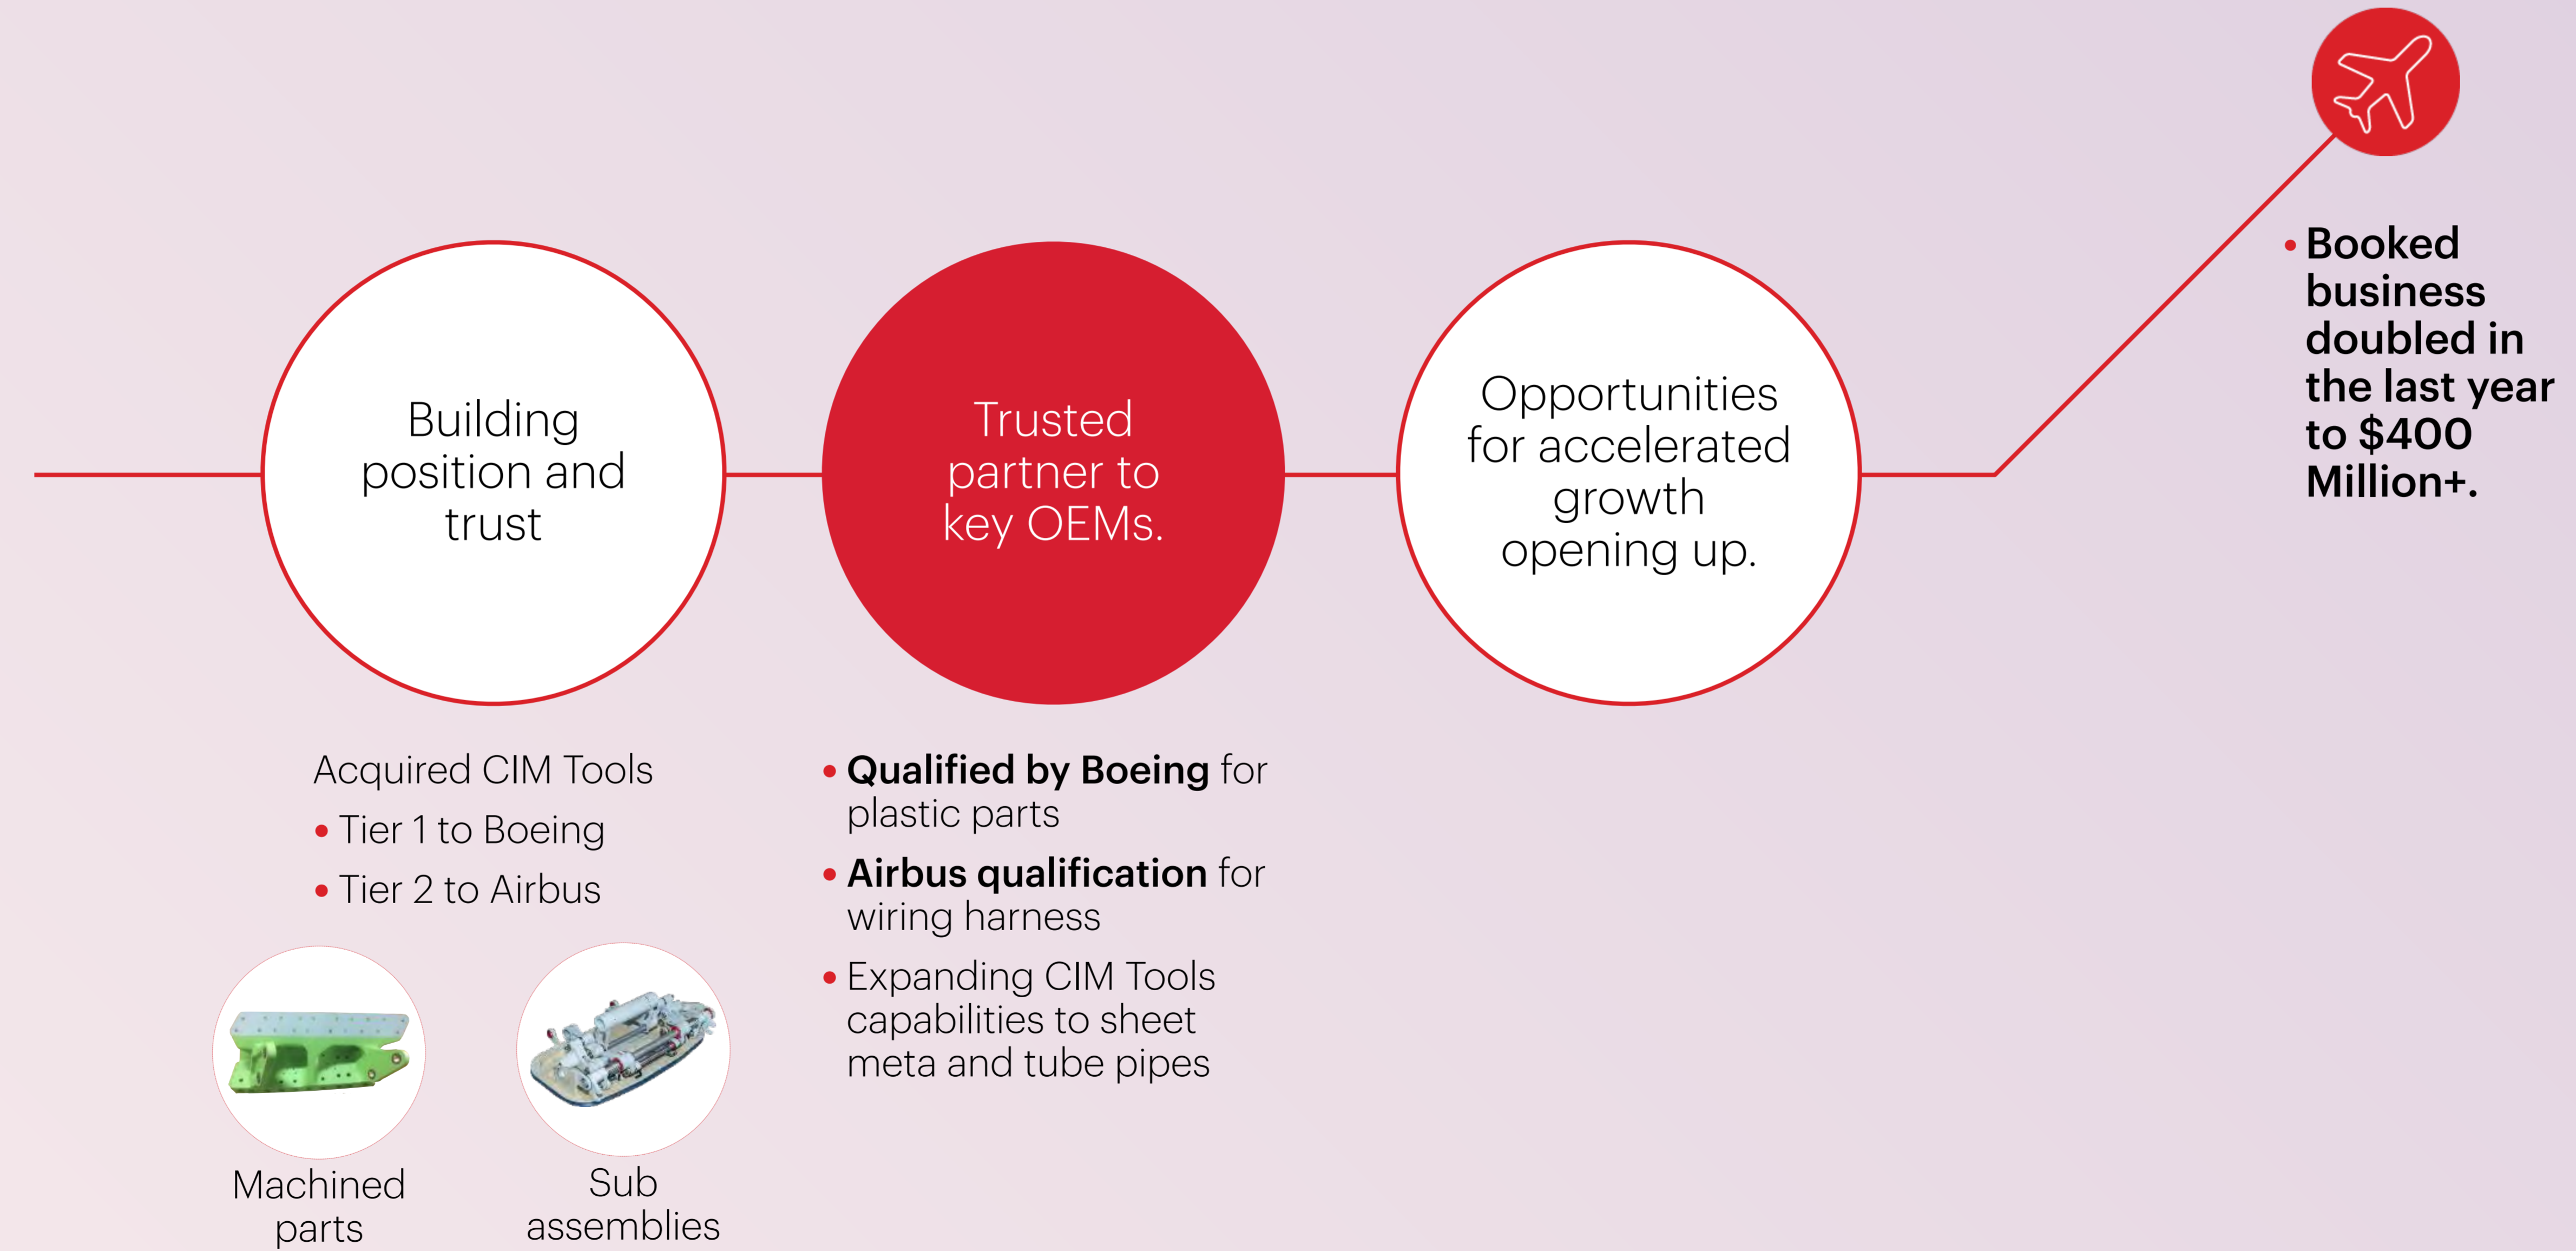 Building
position and
trust
Trusted
partner to
key OEMs.
Opportunities
for accelerated
growth
opening up.
• Booked
business
doubled in
the last year
to $400
Million+.
Acquired CIM Tools
• Tier 1 to Boeing
• Tier 2 to Airbus
Machined
parts
Sub
assemblies
• Qualified by Boeing for
plastic parts
• Airbus qualification for
wiring harness
• Expanding CIM Tools
capabilities to sheet
meta and tube pipes